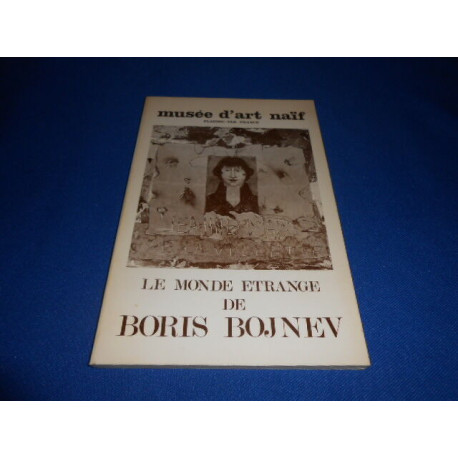 musée d'art naïf
LE MONDE ETRANGE
DE
BORIS BOJNEV